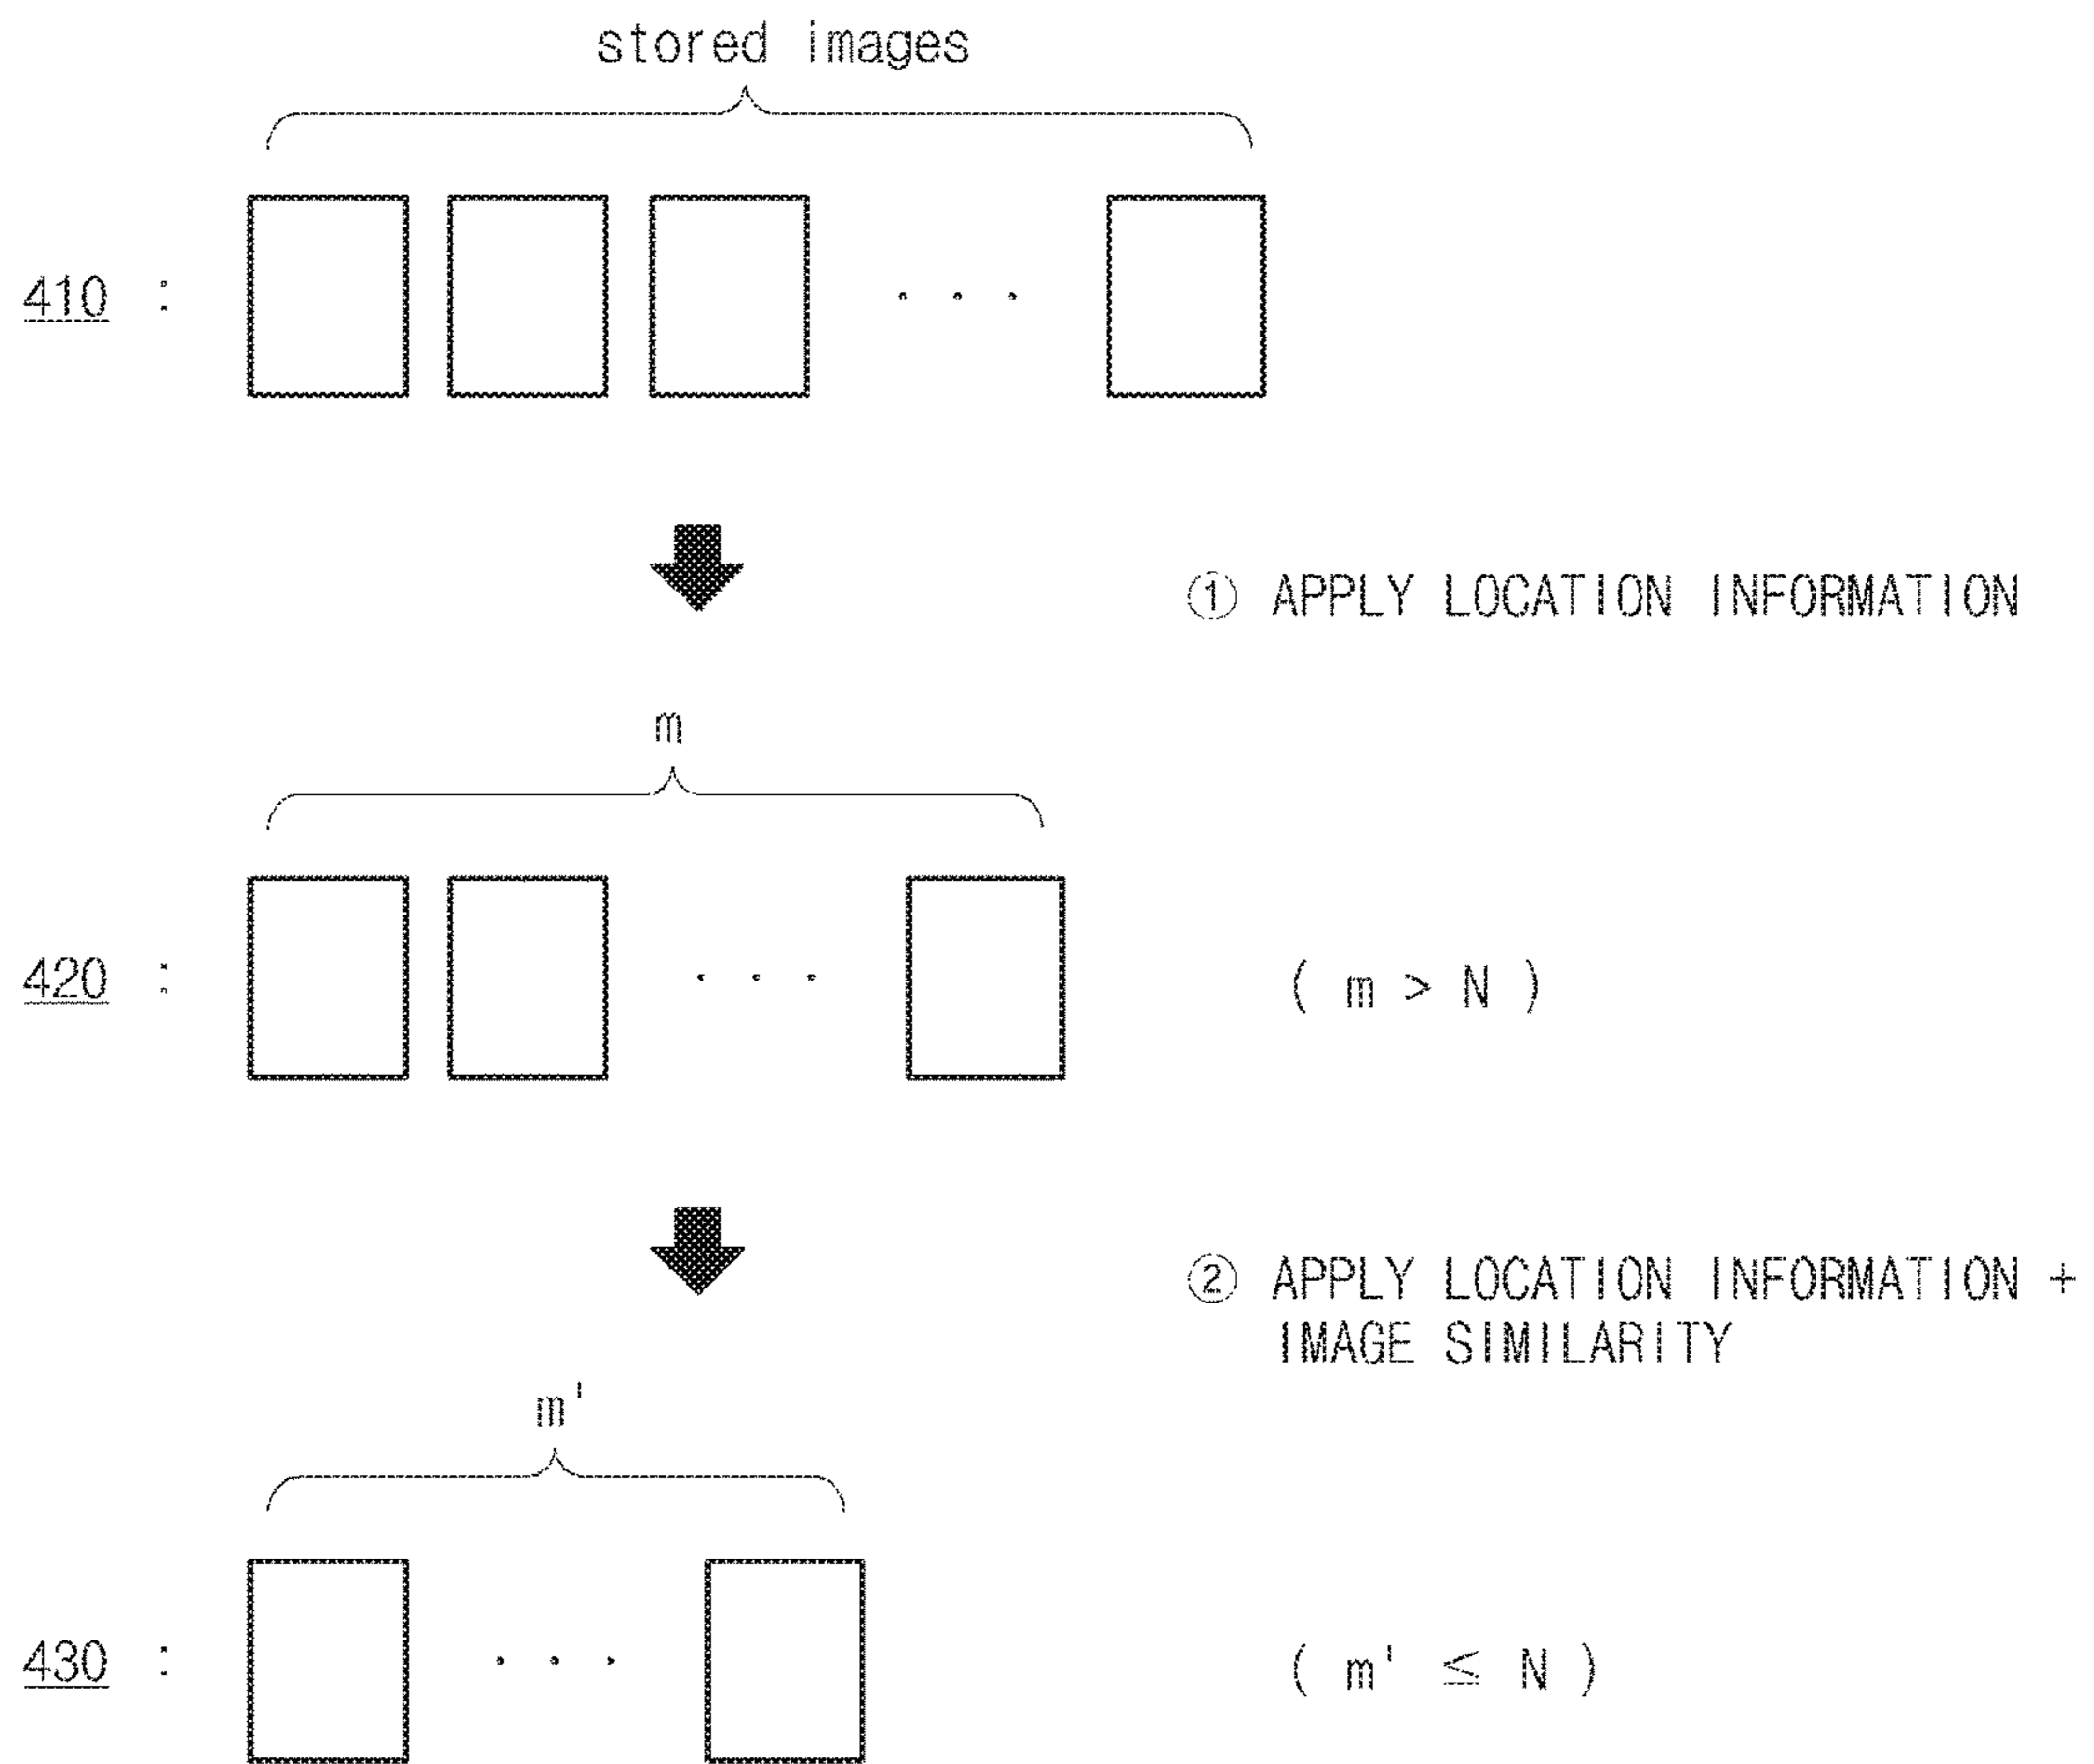 stored images
410 :
① APPLY LOCATION INFORMATION
m
420 :
( m > N )
② APPLY LOCATION INFORMATION +
IMAGE SIMILARITY
m'
430 :
( m' ≤ N )